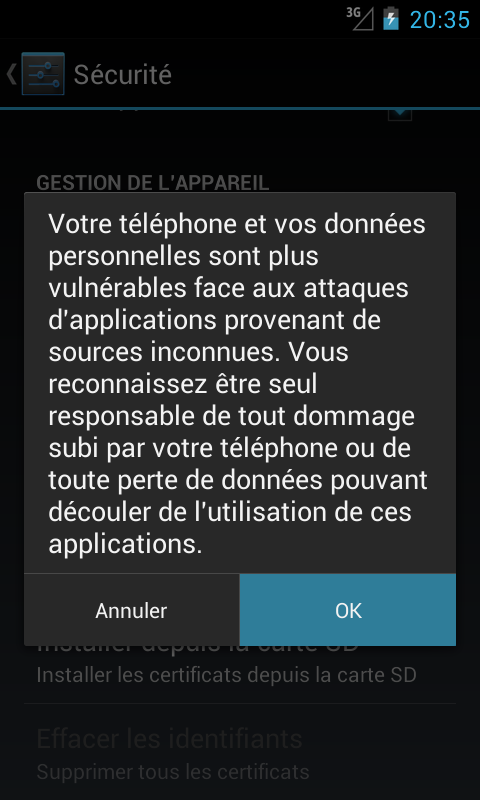 3G 20:35
Sécurité
GESTION DE L'APPAREIL
Votre téléphone et vos données
personnelles sont plus
vulnérables face aux attaques
d'applications provenant de
sources inconnues. Vous
reconnaissez être seul
responsable de tout dommage
subi par votre téléphone ou de
toute perte de données pouvant
découler de l'utilisation de ces
applications.
Annuler OK
Installer depuis la carte SD
Installer les certificats depuis la carte SD
Effacer les identifiants
Supprimer tous les certificats